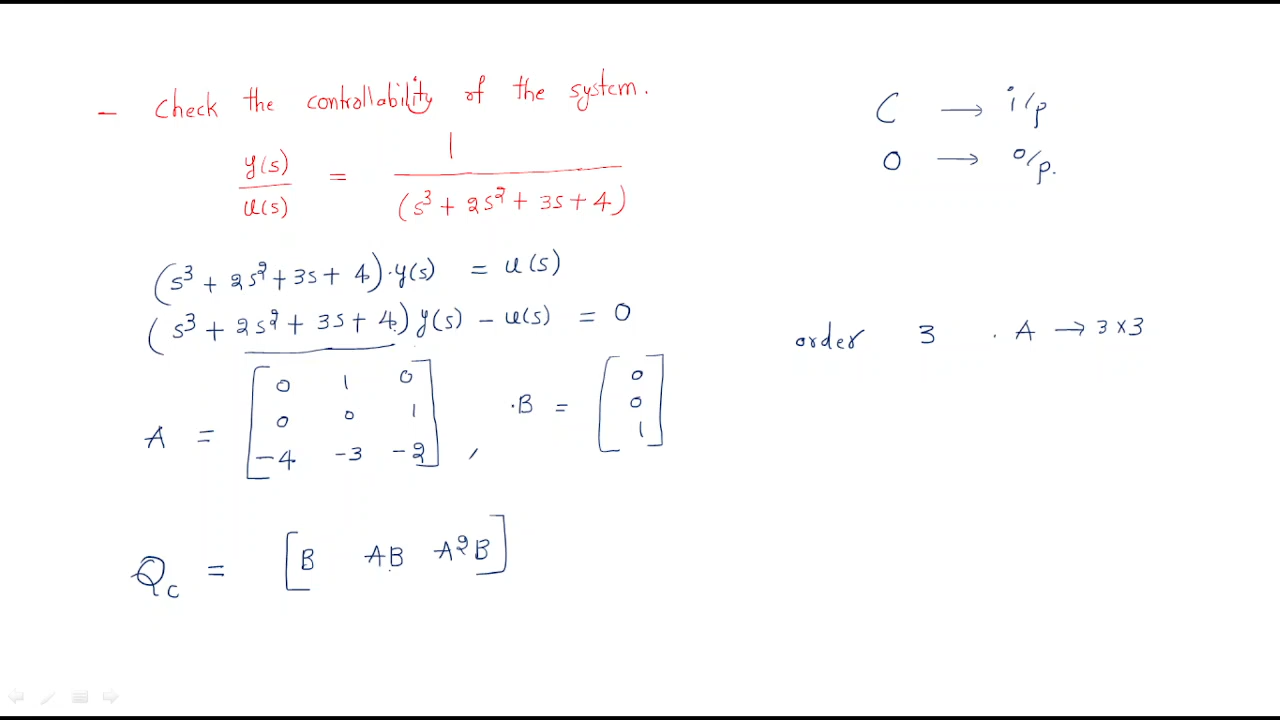 - Check the controllability of the system.
y(s)/u(s) = 1/(s³ + 2s² + 3s + 4)
C → i/p
O → o/p.
(s³ + 2s² + 3s + 4)·y(s) = u(s)
(s³ + 2s² + 3s + 4) y(s) − u(s) = 0
order 3 . A → 3×3
A = [0 1 0; 0 0 1; −4 −3 −2] , ·B = [0; 0; 1]
Q_c = [B AB A²B]